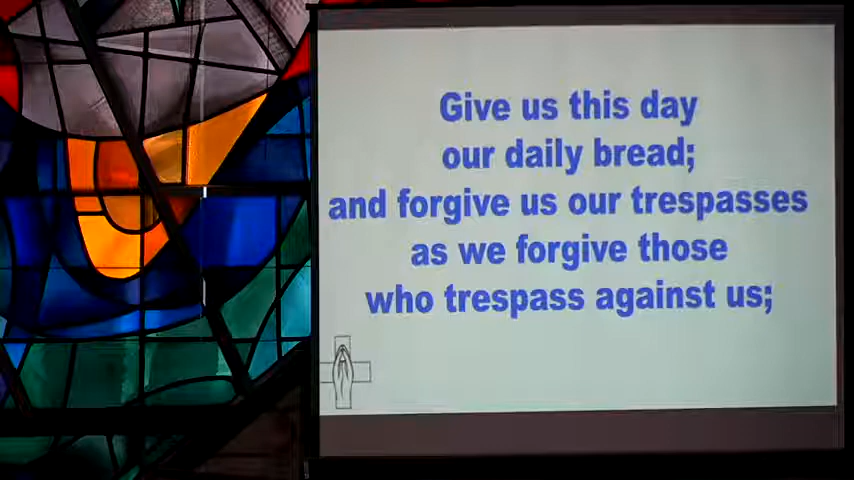 Give us this day
our daily bread;
and forgive us our trespasses
as we forgive those
who trespass against us;